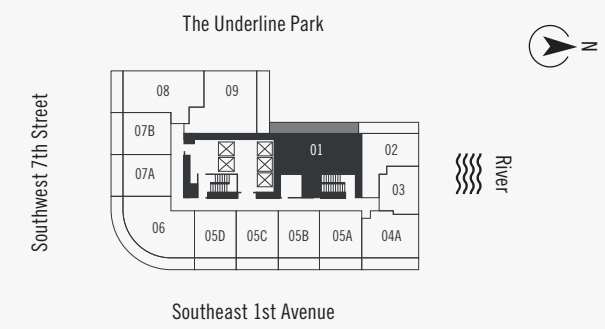 The Underline Park
N
Southwest 7th Street
08
09
07B
01
02
07A
03
River
06
05D
05C
05B
05A
04A
Southeast 1st Avenue